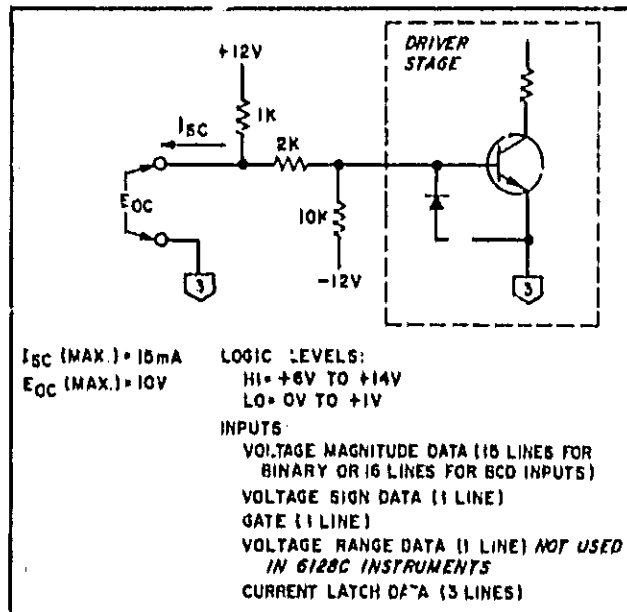 DRIVER
STAGE
+12V
1K
ISC
2K
EOC
10K
-12V
3
3
ISC (MAX.) = 15mA
EOC (MAX.) = 10V
LOGIC LEVELS:
HI = +6V TO +14V
LO = 0V TO +1V
INPUTS
VOLTAGE MAGNITUDE DATA (15 LINES FOR
BINARY OR 16 LINES FOR BCD INPUTS)
VOLTAGE SIGN DATA (1 LINE)
GATE (1 LINE)
VOLTAGE RANGE DATA (1 LINE) NOT USED
IN 6128C INSTRUMENTS
CURRENT LATCH DATA (3 LINES)